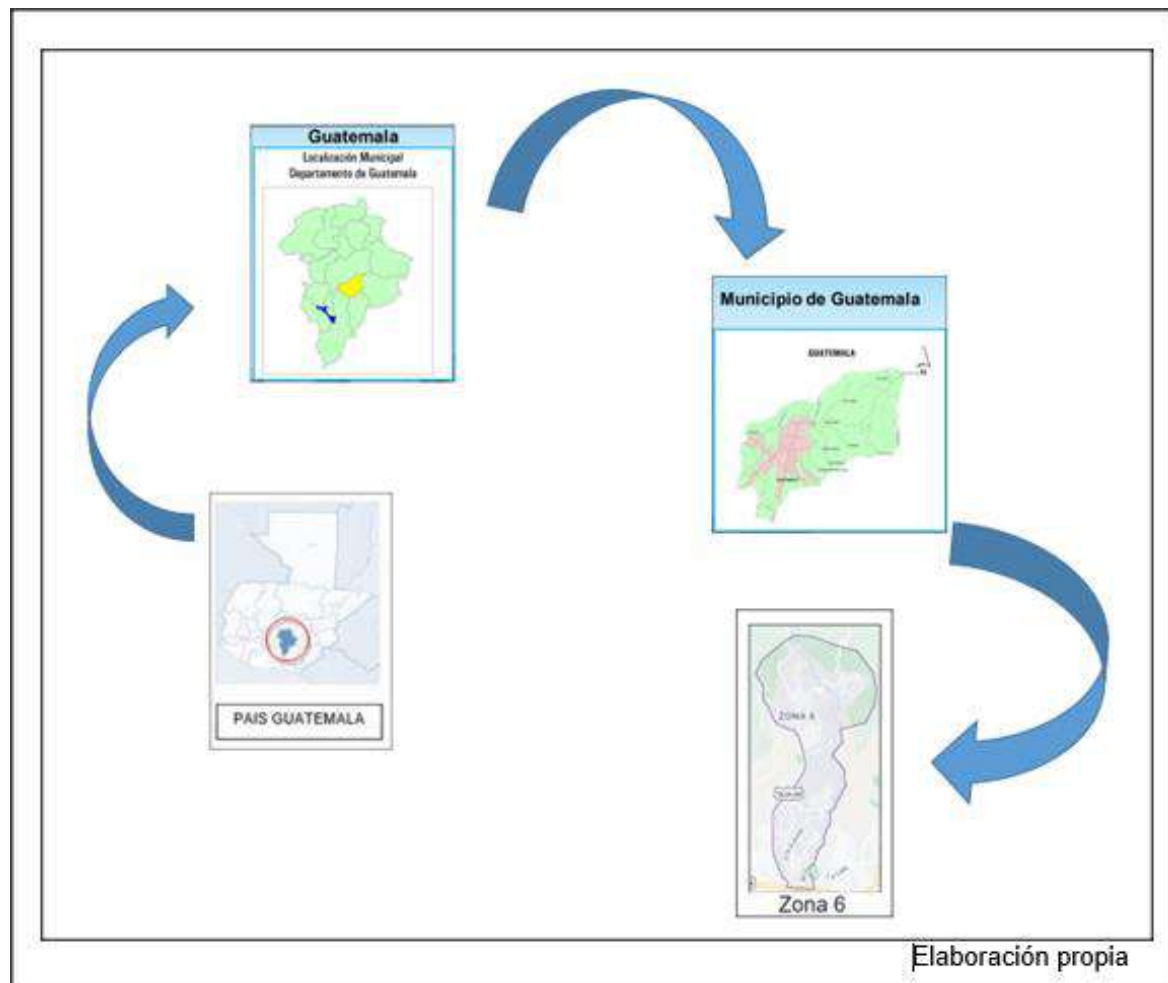 Guatemala
Localización Municipal
Departamento de Guatemala
Municipio de Guatemala
GUATEMALA
N
PAIS GUATEMALA
ZONA 6
Zona 6
Elaboración propia